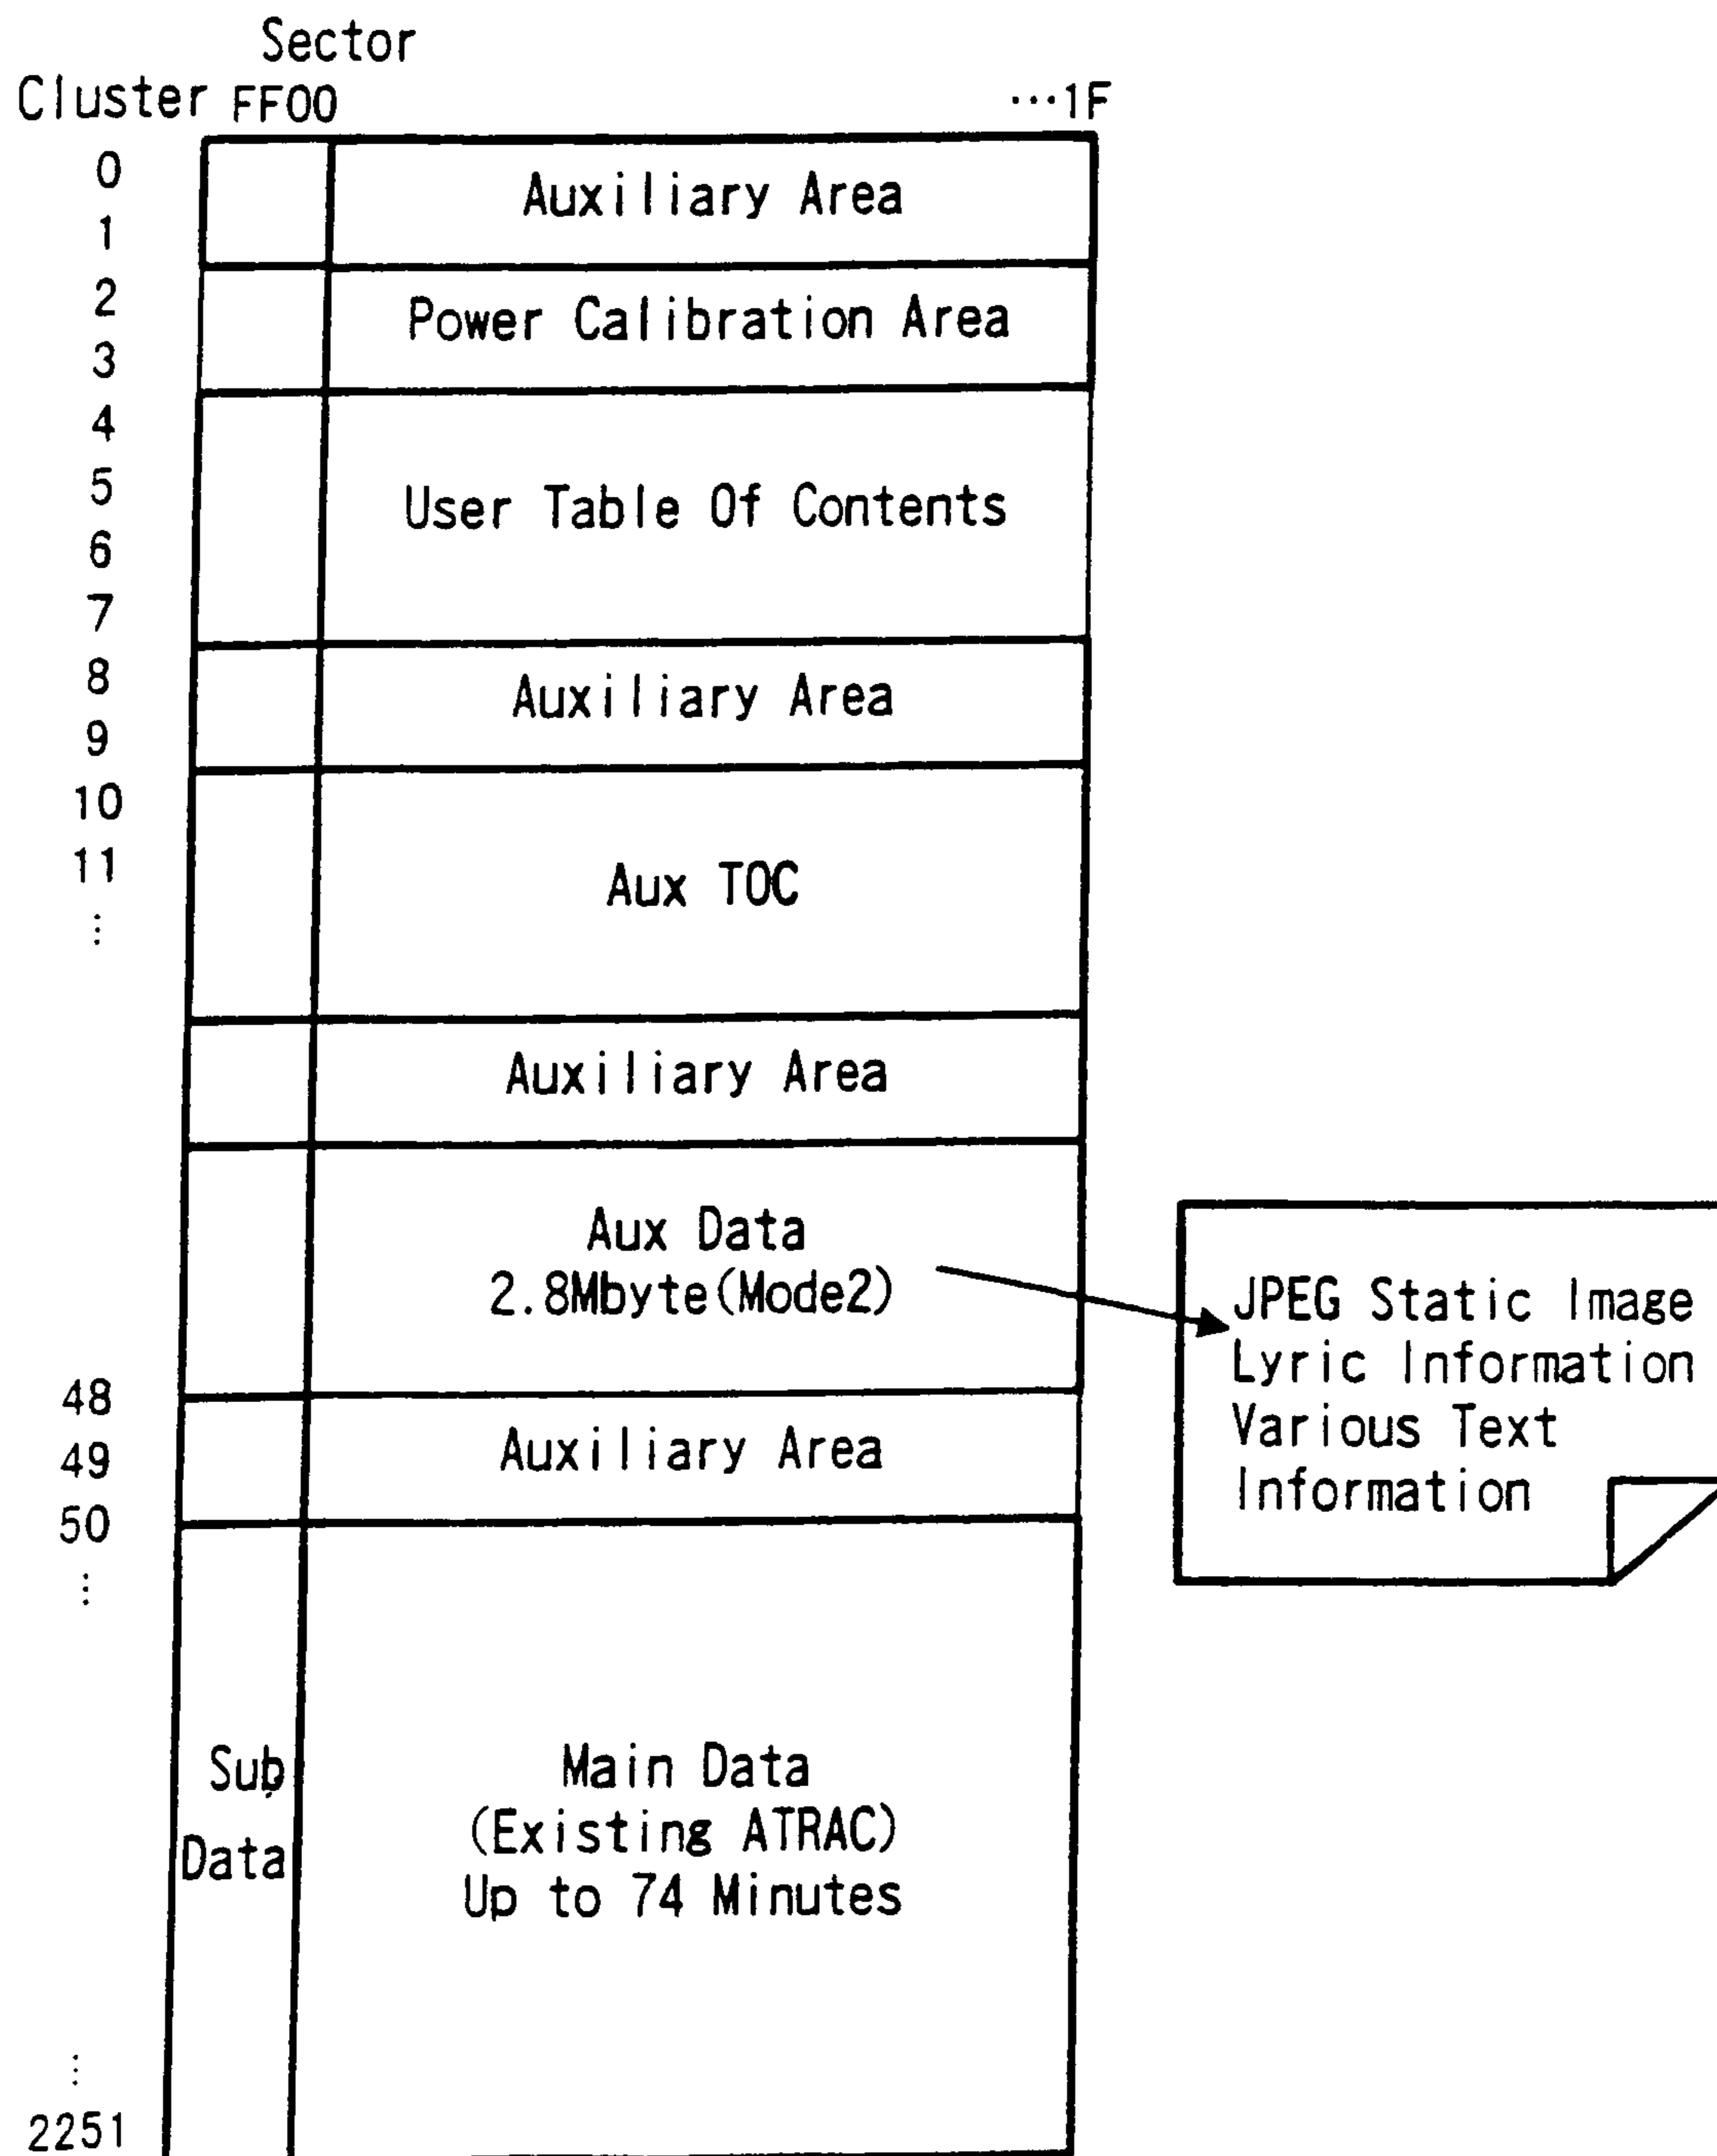 Sector
Cluster FF00 …1F
0
Auxiliary Area
1
2
Power Calibration Area
3
4
5
User Table Of Contents
6
7
8
Auxiliary Area
9
10
11
Aux TOC
⋮
Auxiliary Area
Aux Data
2.8Mbyte(Mode2)
JPEG Static Image
Lyric Information
Various Text
Information
48
49
Auxiliary Area
50
⋮
Sub
Data
Main Data
(Existing ATRAC)
Up to 74 Minutes
⋮
2251